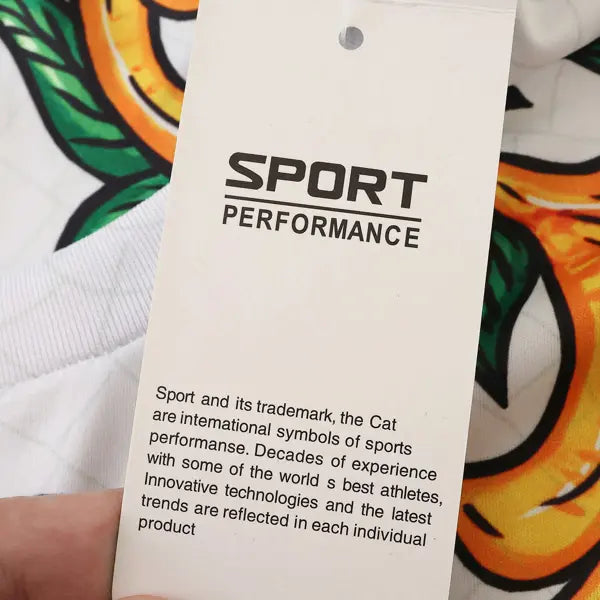 SPORT
PERFORMANCE
Sport and its trademark, the Cat
are international symbols of sports
performanse. Decades of experience
with some of the world s best athletes,
Innovative technologies and the latest
trends are reflected in each individual
product